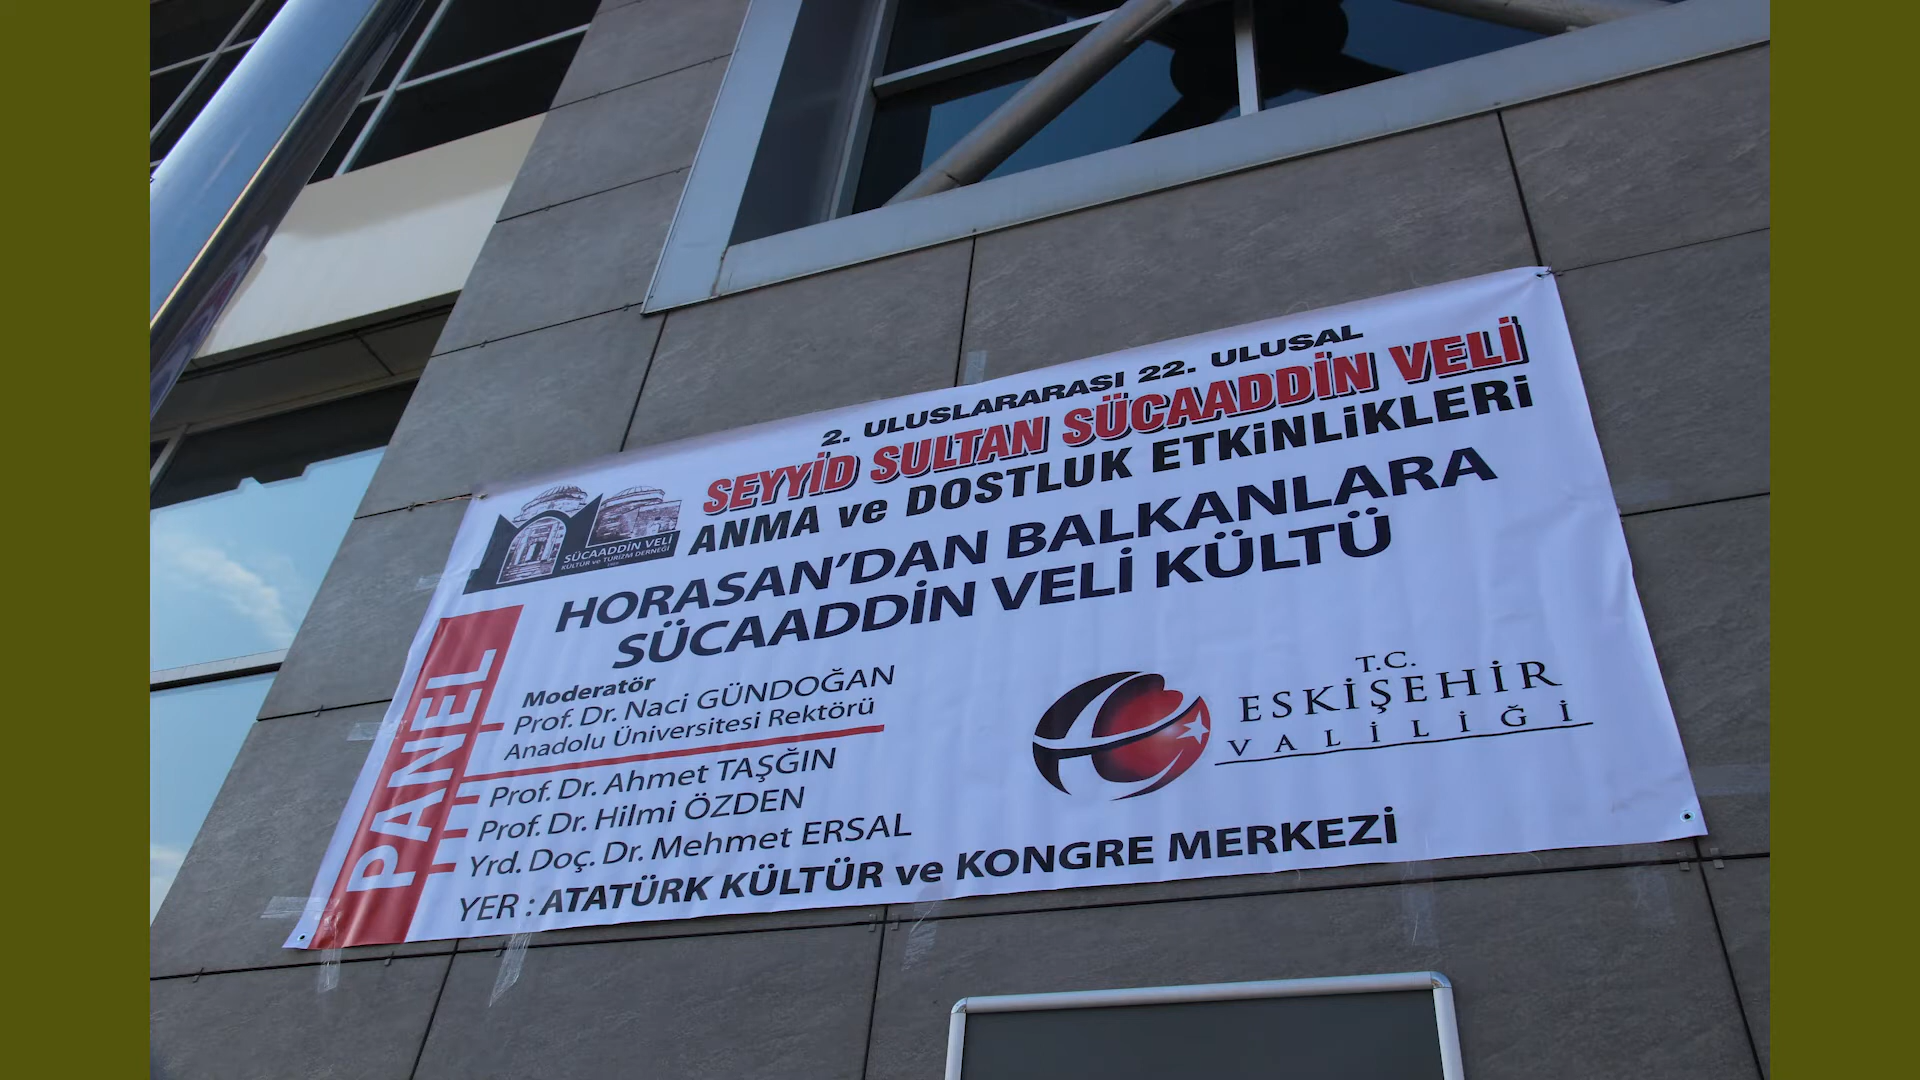 2. ULUSLARARASI 22. ULUSAL
SEYYİD SULTAN SÜCAADDİN VELİ
ANMA ve DOSTLUK ETKİNLİKLERİ
SÜCAADDİN VELİ
KÜLTÜR ve TURİZM DERNEĞİ
HORASAN'DAN BALKANLARA
SÜCAADDİN VELİ KÜLTÜ
PANEL
Moderatör
Prof. Dr. Naci GÜNDOĞAN
Anadolu Üniversitesi Rektörü
Prof. Dr. Ahmet TAŞĞIN
Prof. Dr. Hilmi ÖZDEN
Yrd. Doç. Dr. Mehmet ERSAL
T.C.
ESKİŞEHİR
VALİLİĞİ
YER : ATATÜRK KÜLTÜR ve KONGRE MERKEZİ